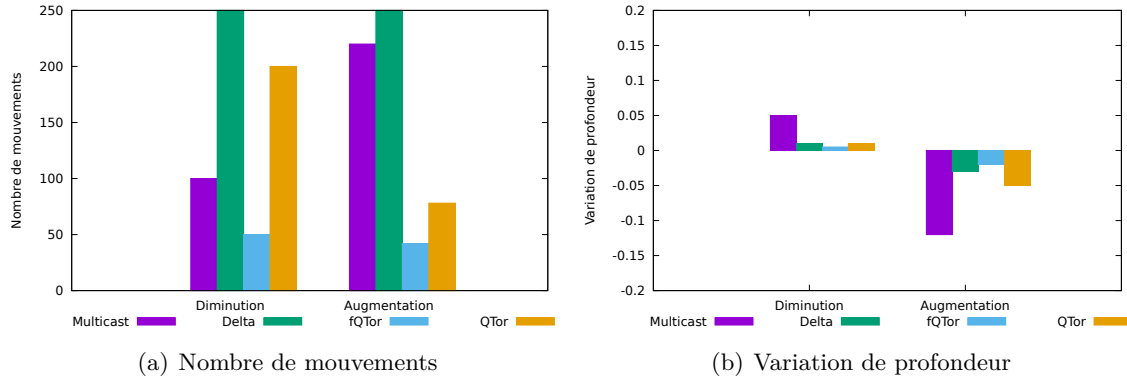 250
200
150
100
50
0
Nombre de mouvements
Diminution Augmentation
Multicast Delta fQTor QTor
(a) Nombre de mouvements
0.2
0.15
0.1
0.05
0
-0.05
-0.1
-0.15
-0.2
Variation de profondeur
Diminution Augmentation
Multicast Delta fQTor QTor
(b) Variation de profondeur